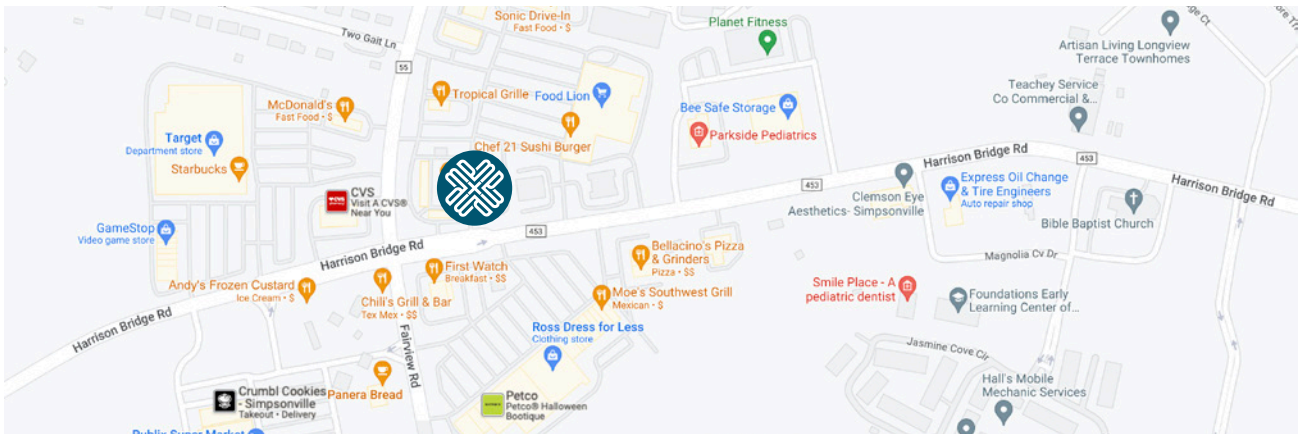 Sonic Drive-In
Fast Food · $
Two Gait Ln
55
Planet Fitness
Artisan Living Longview
Terrace Townhomes
McDonald's
Fast Food · $
Tropical Grille
Food Lion
Bee Safe Storage
Teachey Service
Co Commercial &...
Target
Department store
Starbucks
Chef 21 Sushi Burger
Parkside Pediatrics
Harrison Bridge Rd
453
Harrison Bridge Rd
CVS
Visit A CVS®
Near You
453
Clemson Eye
Aesthetics- Simpsonville
Express Oil Change
& Tire Engineers
Auto repair shop
Bible Baptist Church
GameStop
Video game store
Harrison Bridge Rd
453
Bellacino's Pizza
& Grinders
Pizza · $$
Magnolia Cv Dr
Andy's Frozen Custard
Ice Cream · $
First Watch
Breakfast · $$
Chili's Grill & Bar
Tex Mex · $$
Moe's Southwest Grill
Mexican · $
Smile Place - A
pediatric dentist
Foundations Early
Learning Center of...
Harrison Bridge Rd
Fairview Rd
Ross Dress for Less
Clothing store
Jasmine Cove Cir
Crumbl Cookies
- Simpsonville
Takeout · Delivery
Panera Bread
Petco
Petco® Halloween
Bootique
Hall's Mobile
Mechanic Services
Publix Super Market